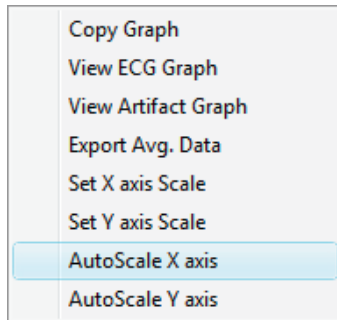 Copy Graph
View ECG Graph
View Artifact Graph
Export Avg. Data
Set X axis Scale
Set Y axis Scale
AutoScale X axis
AutoScale Y axis